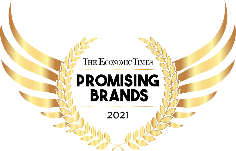 The Economic Times
PROMISING
BRANDS
2021